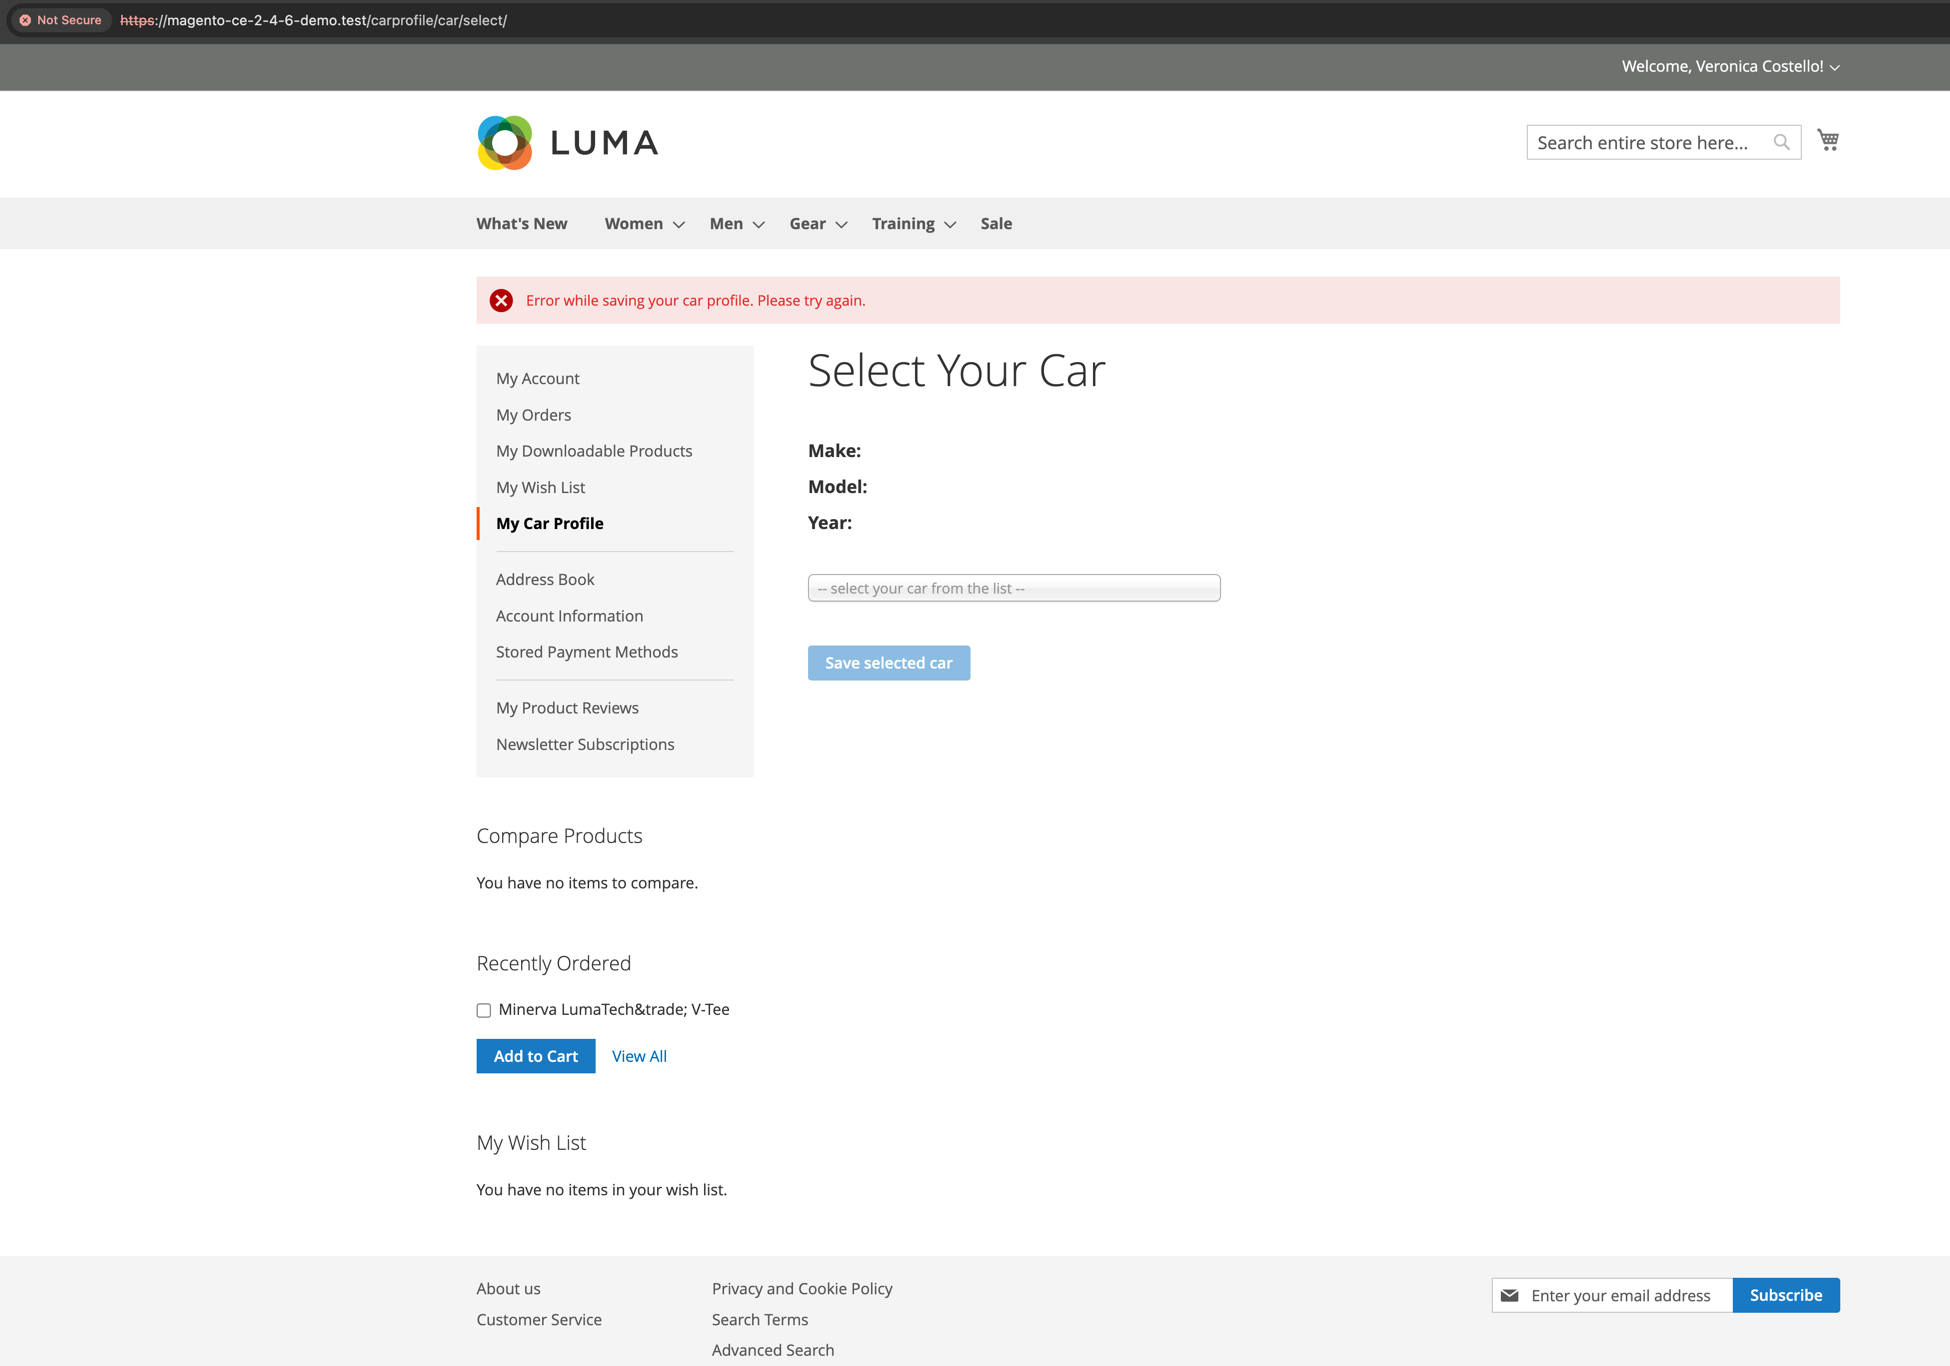 Not Secure https://magento-ce-2-4-6-demo.test/carprofile/car/select/
Welcome, Veronica Costello!
LUMA
Search entire store here...
What's New Women Men Gear Training Sale
Error while saving your car profile. Please try again.
My Account
My Orders
My Downloadable Products
My Wish List
My Car Profile
Address Book
Account Information
Stored Payment Methods
My Product Reviews
Newsletter Subscriptions
Select Your Car
Make:
Model:
Year:
-- select your car from the list --
Save selected car
Compare Products
You have no items to compare.
Recently Ordered
Minerva LumaTech&trade; V-Tee
Add to Cart View All
My Wish List
You have no items in your wish list.
About us
Customer Service
Privacy and Cookie Policy
Search Terms
Advanced Search
Enter your email address Subscribe